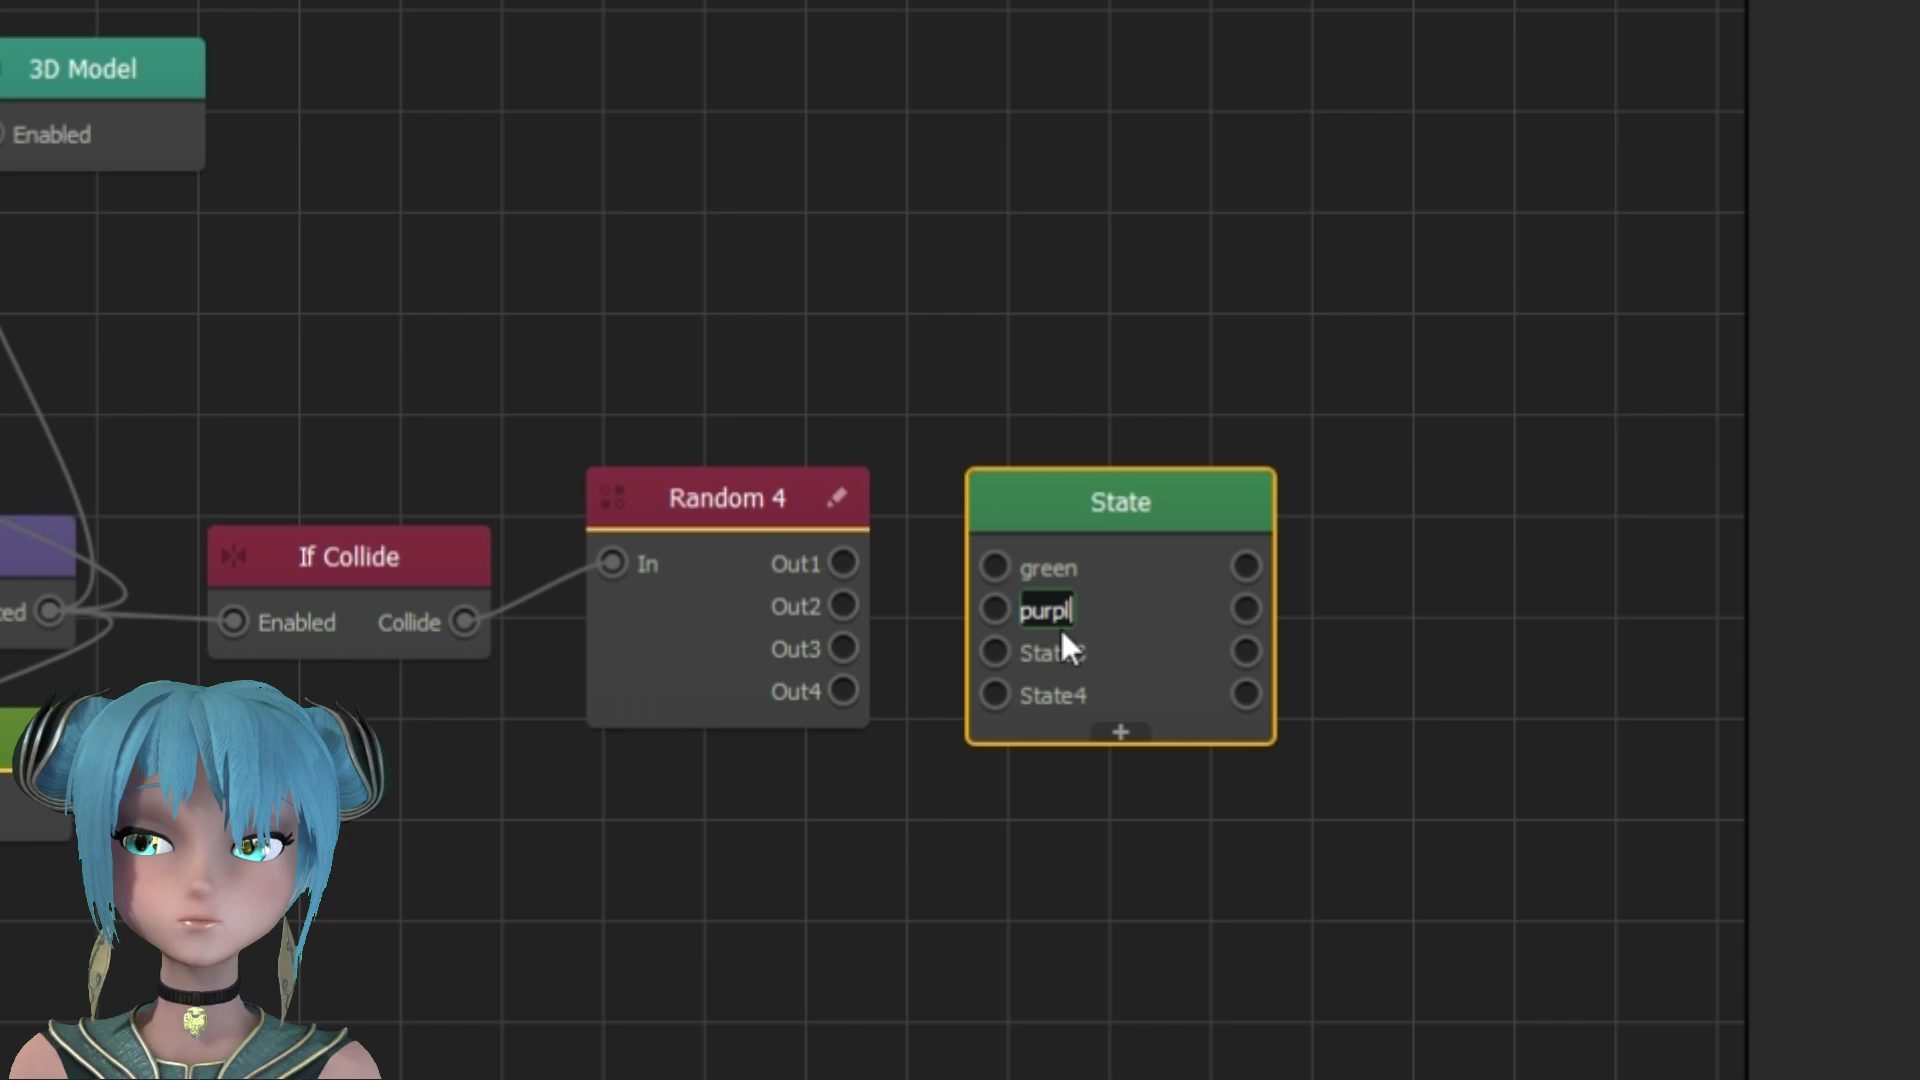 3D Model
Enabled
If Collide
Enabled
Collide
Random 4
In
Out1
Out2
Out3
Out4
State
green
purpl
State4
+